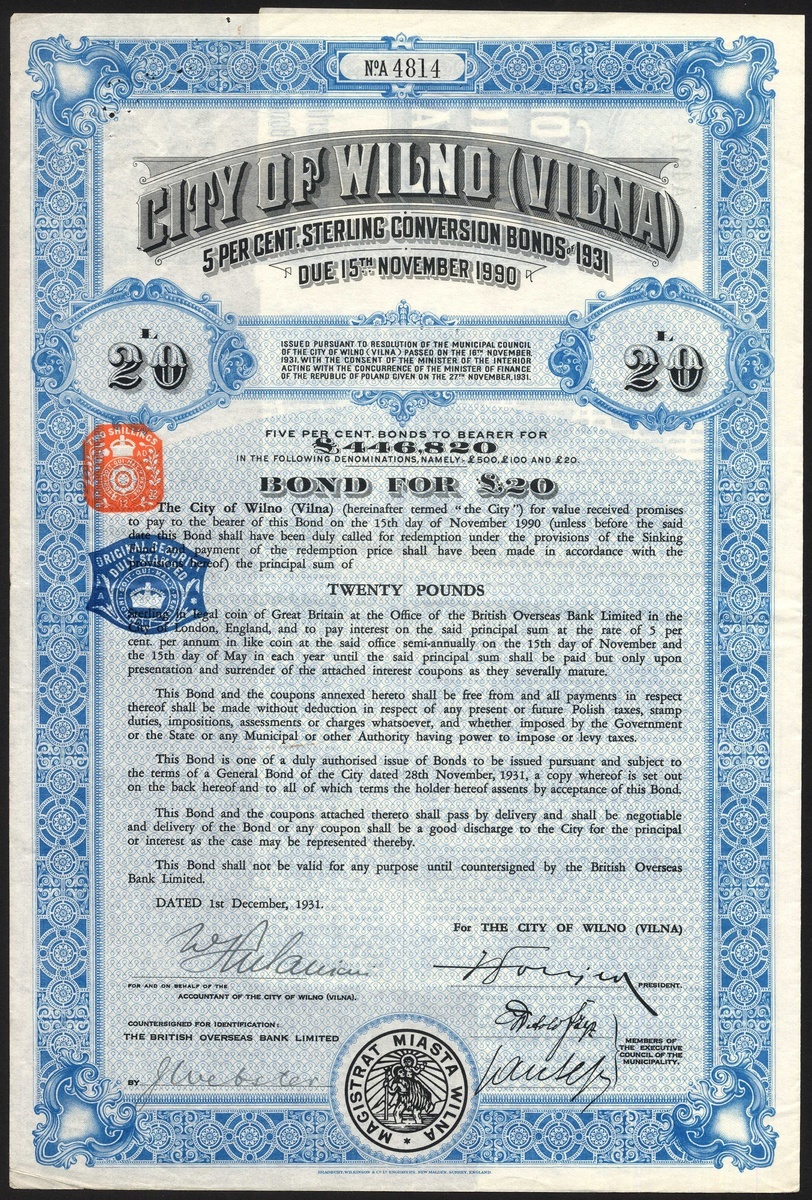 NO. A 4814
CITY OF WILNO (VILNA)
5 PER CENT. STERLING CONVERSION BONDS OF 1931
DUE 15TH NOVEMBER 1990
L
20
L
20
ISSUED PURSUANT TO RESOLUTION OF THE MUNICIPAL COUNCIL
OF THE CITY OF WILNO (VILNA) PASSED ON THE 16TH NOVEMBER
1931, WITH THE CONSENT OF THE MINISTER OF THE INTERIOR
ACTING WITH THE CONCURRENCE OF THE MINISTER OF FINANCE
OF THE REPUBLIC OF POLAND GIVEN ON THE 27TH NOVEMBER, 1931.
FIVE PER CENT. BONDS TO BEARER FOR
£446,820
IN THE FOLLOWING DENOMINATIONS, NAMELY: £500, £100 AND £20.
BOND FOR £20
TWO SHILLINGS
The City of Wilno (Vilna) (hereinafter termed "the City") for value received promises
to pay to the bearer of this Bond on the 15th day of November 1990 (unless before the said
date this Bond shall have been duly called for redemption under the provisions of the Sinking
Fund and payment of the redemption price shall have been made in accordance with the
provisions hereof) the principal sum of
TWENTY POUNDS
Sterling in legal coin of Great Britain at the Office of the British Overseas Bank Limited in the
City of London, England, and to pay interest on the said principal sum at the rate of 5 per
cent. per annum in like coin at the said office semi-annually on the 15th day of November and
the 15th day of May in each year until the said principal sum shall be paid but only upon
presentation and surrender of the attached interest coupons as they severally mature.
This Bond and the coupons annexed hereto shall be free from and all payments in respect
thereof shall be made without deduction in respect of any present or future Polish taxes, stamp
duties, impositions, assessments or charges whatsoever, and whether imposed by the Government
or the State or any Municipal or other Authority having power to impose or levy taxes.
This Bond is one of a duly authorised issue of Bonds to be issued pursuant and subject to
the terms of a General Bond of the City dated 28th November, 1931, a copy whereof is set out
on the back hereof and to all of which terms the holder hereof assents by acceptance of this Bond.
This Bond and the coupons attached thereto shall pass by delivery and shall be negotiable
and delivery of the Bond or any coupon shall be a good discharge to the City for the principal
or interest as the case may be represented thereby.
This Bond shall not be valid for any purpose until countersigned by the British Overseas
Bank Limited.
DATED 1st December, 1931.
For THE CITY OF WILNO (VILNA)
PRESIDENT.
FOR AND ON BEHALF OF THE
ACCOUNTANT OF THE CITY OF WILNO (VILNA).
COUNTERSIGNED FOR IDENTIFICATION:
THE BRITISH OVERSEAS BANK LIMITED
BY J Webster
MEMBERS OF
THE EXECUTIVE
COUNCIL OF THE
MUNICIPALITY.
MAGISTRAT MIASTA WILNA
BRADBURY, WILKINSON & CO LD ENGRAVERS, NEW MALDEN, SURREY, ENGLAND.